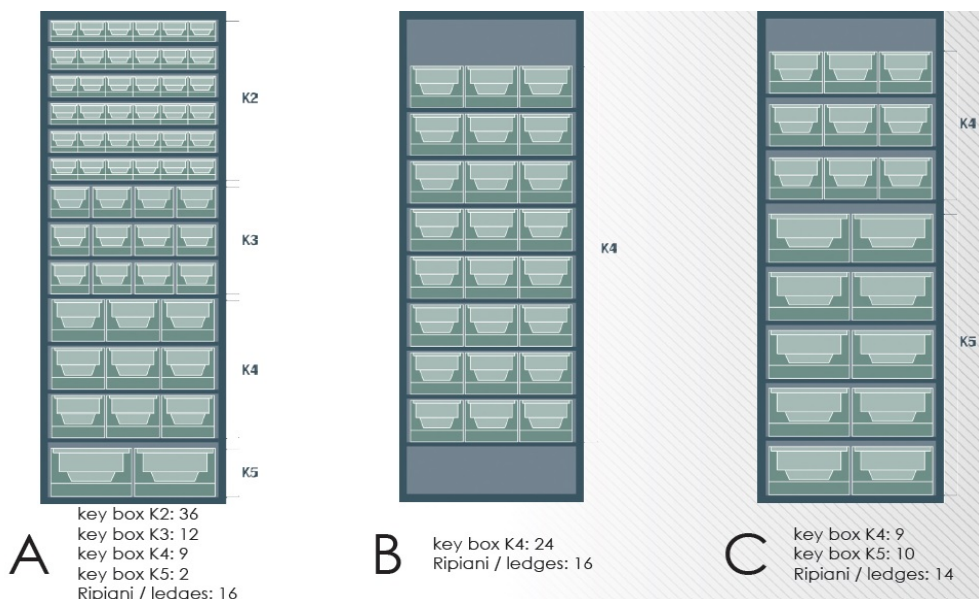 K2
K3
K4
K5
A
key box K2: 36
key box K3: 12
key box K4: 9
key box K5: 2
Ripiani / ledges: 16
K4
B
key box K4: 24
Ripiani / ledges: 16
K4
K5
C
key box K4: 9
key box K5: 10
Ripiani / ledges: 14